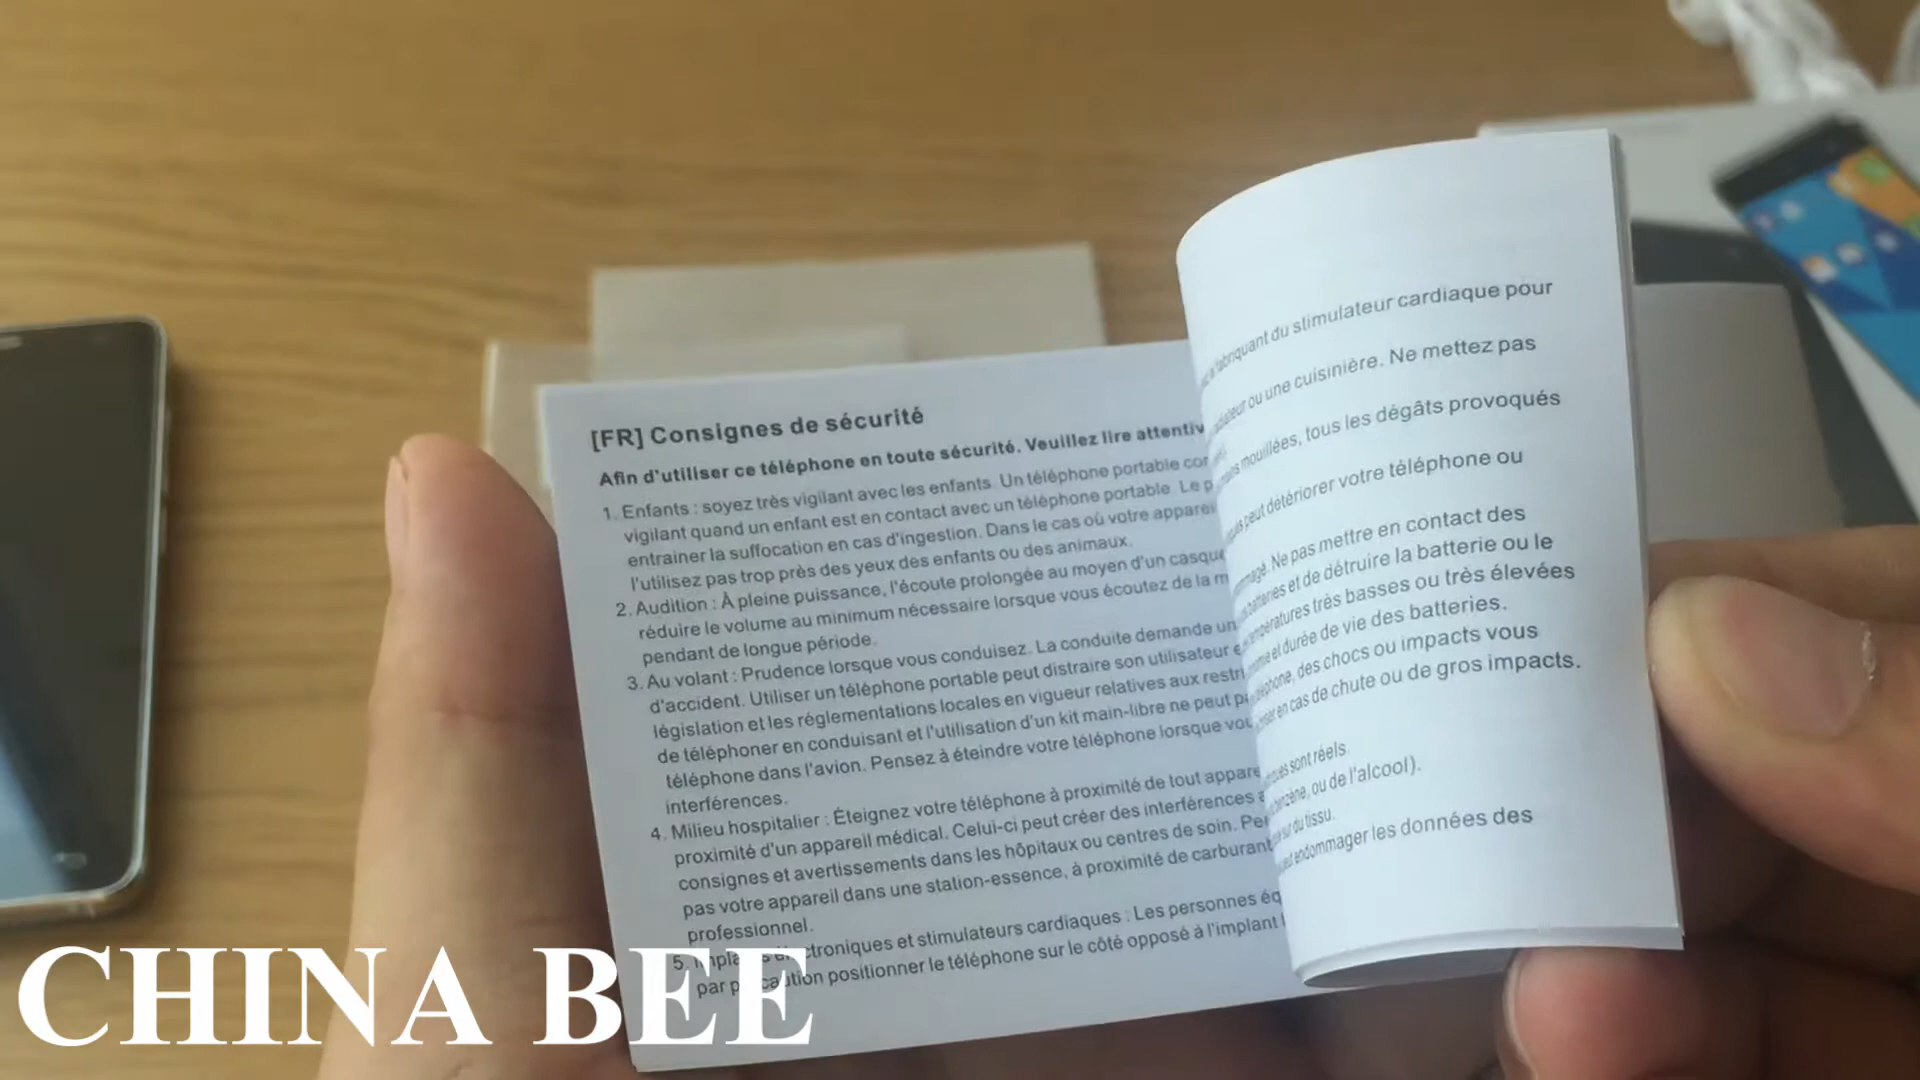 [FR] Consignes de sécurité
Afin d'utiliser ce téléphone en toute sécurité. Veuillez lire attentiv
1. Enfants : soyez très vigilant avec les enfants. Un téléphone portable
vigilant quand un enfant est en contact avec un téléphone portable. Le
entrainer la suffocation en cas d'ingestion. Dans le cas où votre apparei
l'utilisez pas trop près des yeux des enfants ou des animaux.
2. Audition : À pleine puissance, l'écoute prolongée au moyen d'un casque
réduire le volume au minimum nécessaire lorsque vous écoutez de la m
pendant de longue période.
3. Au volant : Prudence lorsque vous conduisez. La conduite demande un
d'accident. Utiliser un téléphone portable peut distraire son utilisateur e
législation et les réglementations locales en vigueur relatives aux restri
de téléphoner en conduisant et l'utilisation d'un kit main-libre ne peut
téléphone dans l'avion. Pensez à éteindre votre téléphone lorsque vou
interférences.
4. Milieu hospitalier : Éteignez votre téléphone à proximité de tout appare
proximité d'un appareil médical. Celui-ci peut créer des interférences
consignes et avertissements dans les hôpitaux ou centres de soin. Pe
pas votre appareil dans une station-essence, à proximité de carburant
professionnel.
5. et stimulateurs cardiaques : Les personnes éq
par positionner le téléphone sur le côté opposé à l'implant
fabriquant du stimulateur cardiaque pour
ou une cuisinière. Ne mettez pas
mouillées, tous les dégâts provoqués
peut détériorer votre téléphone ou
Ne pas mettre en contact des
batteries et de détruire la batterie ou le
températures très basses ou très élevées
et durée de vie des batteries.
des chocs ou impacts vous
en cas de chute ou de gros impacts.
sont réels.
ou de l'alcool).
sur du tissu.
endommager les données des
CHINA BEE